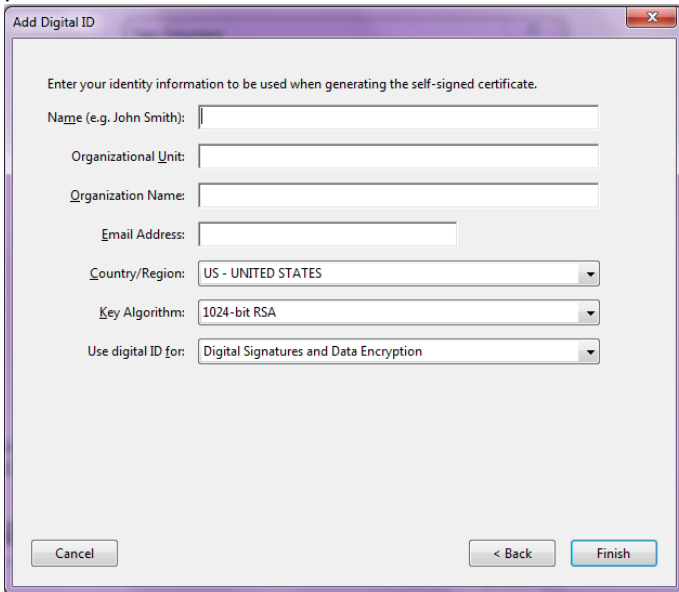 Add Digital ID
Enter your identity information to be used when generating the self-signed certificate.
Name (e.g. John Smith):
Organizational Unit:
Organization Name:
Email Address:
Country/Region: US - UNITED STATES
Key Algorithm: 1024-bit RSA
Use digital ID for: Digital Signatures and Data Encryption
Cancel < Back Finish